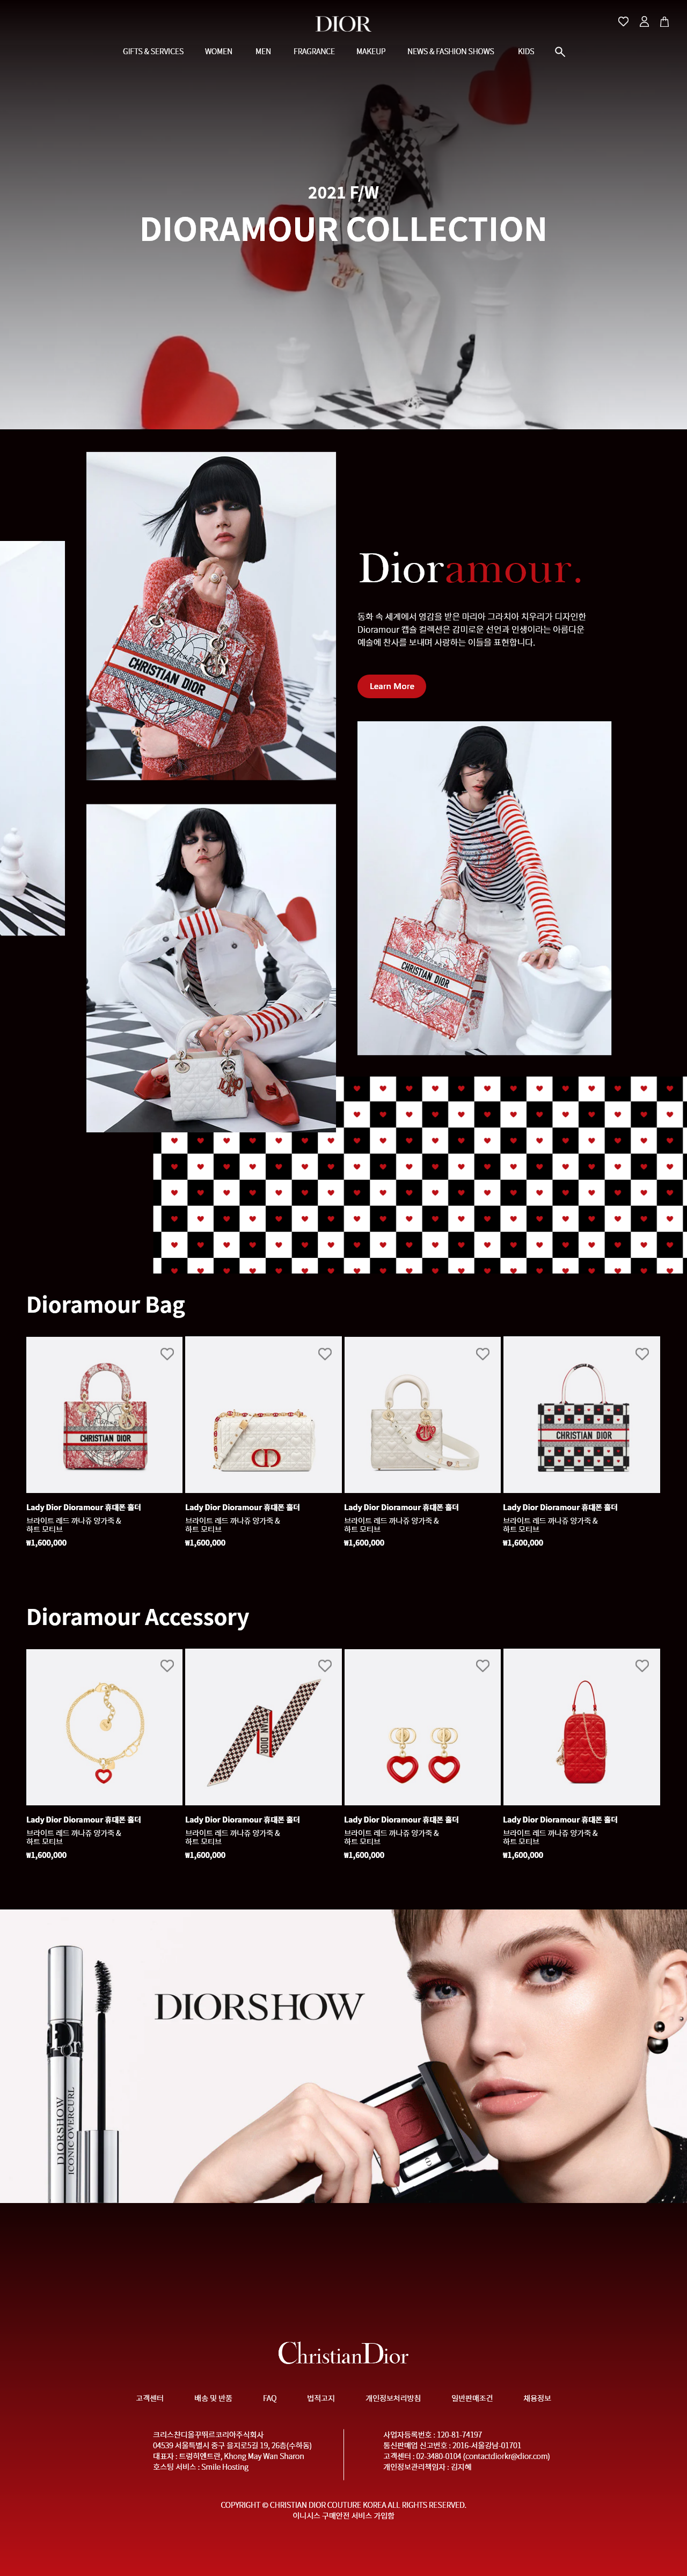 DIOR
GIFTS & SERVICES WOMEN MEN FRAGRANCE MAKEUP NEWS & FASHION SHOWS KIDS
2021 F/W
DIORAMOUR COLLECTION
CHRISTIAN DIOR
Dioramour.
동화 속 세계에서 영감을 받은 마리아 그라치아 치우리가 디자인한
Dioramour 캡슐 컬렉션은 감미로운 선언과 인생이라는 아름다운
예술에 찬사를 보내며 사랑하는 이들을 표현합니다.
Learn More
CHRISTIAN DIOR
Dioramour Bag
CHRISTIAN DIOR
CHRISTIAN DIOR
Lady Dior Dioramour 휴대폰 홀더
브라이트 레드 까나쥬 양가죽 &
하트 모티브
₩1,600,000
Lady Dior Dioramour 휴대폰 홀더
브라이트 레드 까나쥬 양가죽 &
하트 모티브
₩1,600,000
Lady Dior Dioramour 휴대폰 홀더
브라이트 레드 까나쥬 양가죽 &
하트 모티브
₩1,600,000
Lady Dior Dioramour 휴대폰 홀더
브라이트 레드 까나쥬 양가죽 &
하트 모티브
₩1,600,000
Dioramour Accessory
Lady Dior Dioramour 휴대폰 홀더
브라이트 레드 까나쥬 양가죽 &
하트 모티브
₩1,600,000
Lady Dior Dioramour 휴대폰 홀더
브라이트 레드 까나쥬 양가죽 &
하트 모티브
₩1,600,000
Lady Dior Dioramour 휴대폰 홀더
브라이트 레드 까나쥬 양가죽 &
하트 모티브
₩1,600,000
Lady Dior Dioramour 휴대폰 홀더
브라이트 레드 까나쥬 양가죽 &
하트 모티브
₩1,600,000
DIORSHOW
Dior
DIORSHOW
ICONIC OVERCURL
ChristianDior
고객센터 배송 및 반품 FAQ 법적고지 개인정보처리방침 일반판매조건 채용정보
크리스챤디올꾸뛰르코리아주식회사
04539 서울특별시 중구 을지로5길 19, 26층(수하동)
대표자 : 트렁히엔트란, Khong May Wan Sharon
호스팅 서비스 : Smile Hosting
사업자등록번호 : 120-81-74197
통신판매업 신고번호 : 2016-서울강남-01701
고객센터 : 02-3480-0104 (contactdiorkr@dior.com)
개인정보관리책임자 : 김지혜
COPYRIGHT © CHRISTIAN DIOR COUTURE KOREA ALL RIGHTS RESERVED.
이니시스 구매안전 서비스 가입함